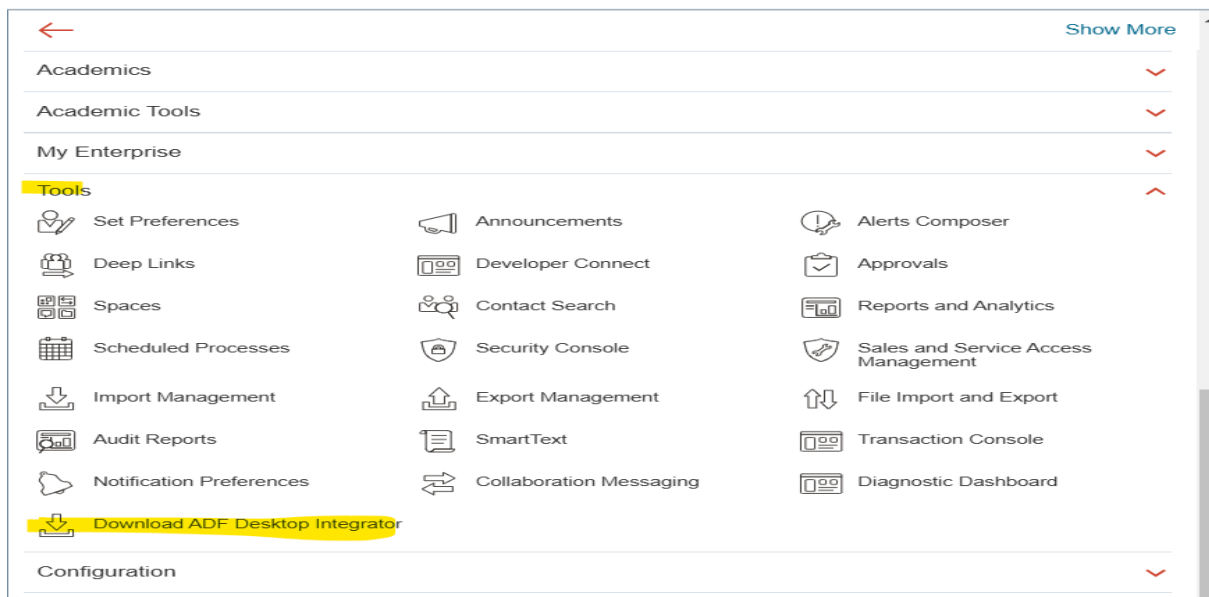 Show More
Academics
Academic Tools
My Enterprise
Tools
Set Preferences
Announcements
Alerts Composer
Deep Links
Developer Connect
Approvals
Spaces
Contact Search
Reports and Analytics
Scheduled Processes
Security Console
Sales and Service Access
Management
Import Management
Export Management
File Import and Export
Audit Reports
SmartText
Transaction Console
Notification Preferences
Collaboration Messaging
Diagnostic Dashboard
Download ADF Desktop Integrator
Configuration